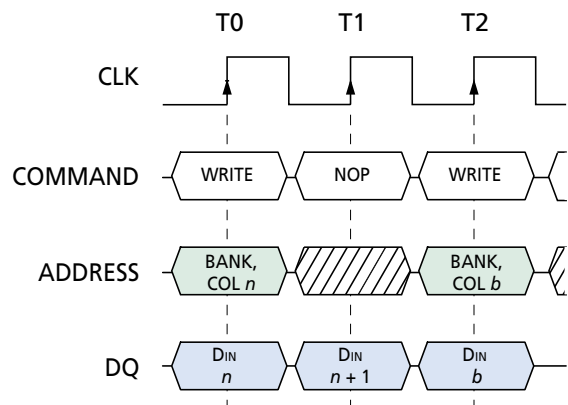 T0 T1 T2
CLK
COMMAND WRITE NOP WRITE
ADDRESS BANK, COL n BANK, COL b
DQ DIN n DIN n + 1 DIN b